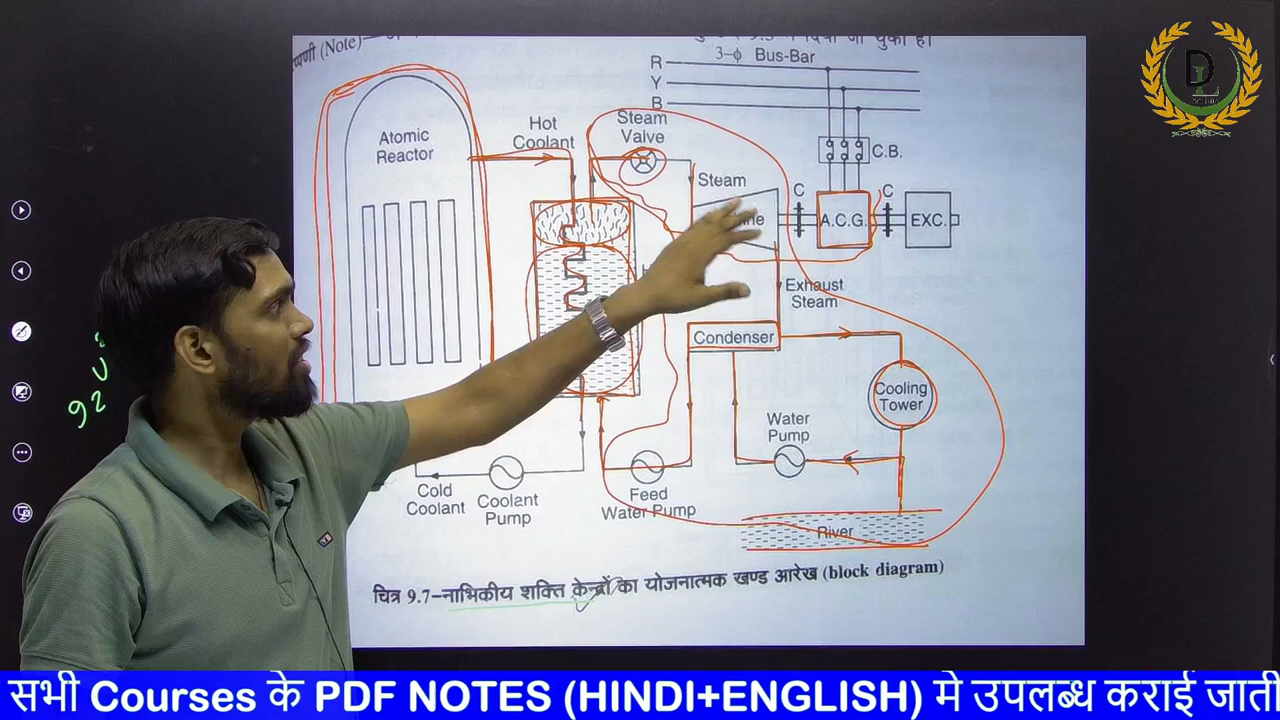 टिप्पणी (Note)—
में दिया जा चुका है।
3-ϕ Bus-Bar
R
Y
B
Hot
Coolant
Steam
Valve
Atomic
Reactor
C.B.
Steam
C
C
A.C.G.
EXC.
Exhaust
Steam
Condenser
Cooling
Tower
Water
Pump
92
Cold
Coolant
Coolant
Pump
Feed
Water Pump
River
चित्र 9.7–नाभिकीय शक्ति केन्द्रों का योजनात्मक खण्ड आरेख (block diagram)
DL
सभी Courses के PDF NOTES (HINDI+ENGLISH) मे उपलब्ध कराई जाती